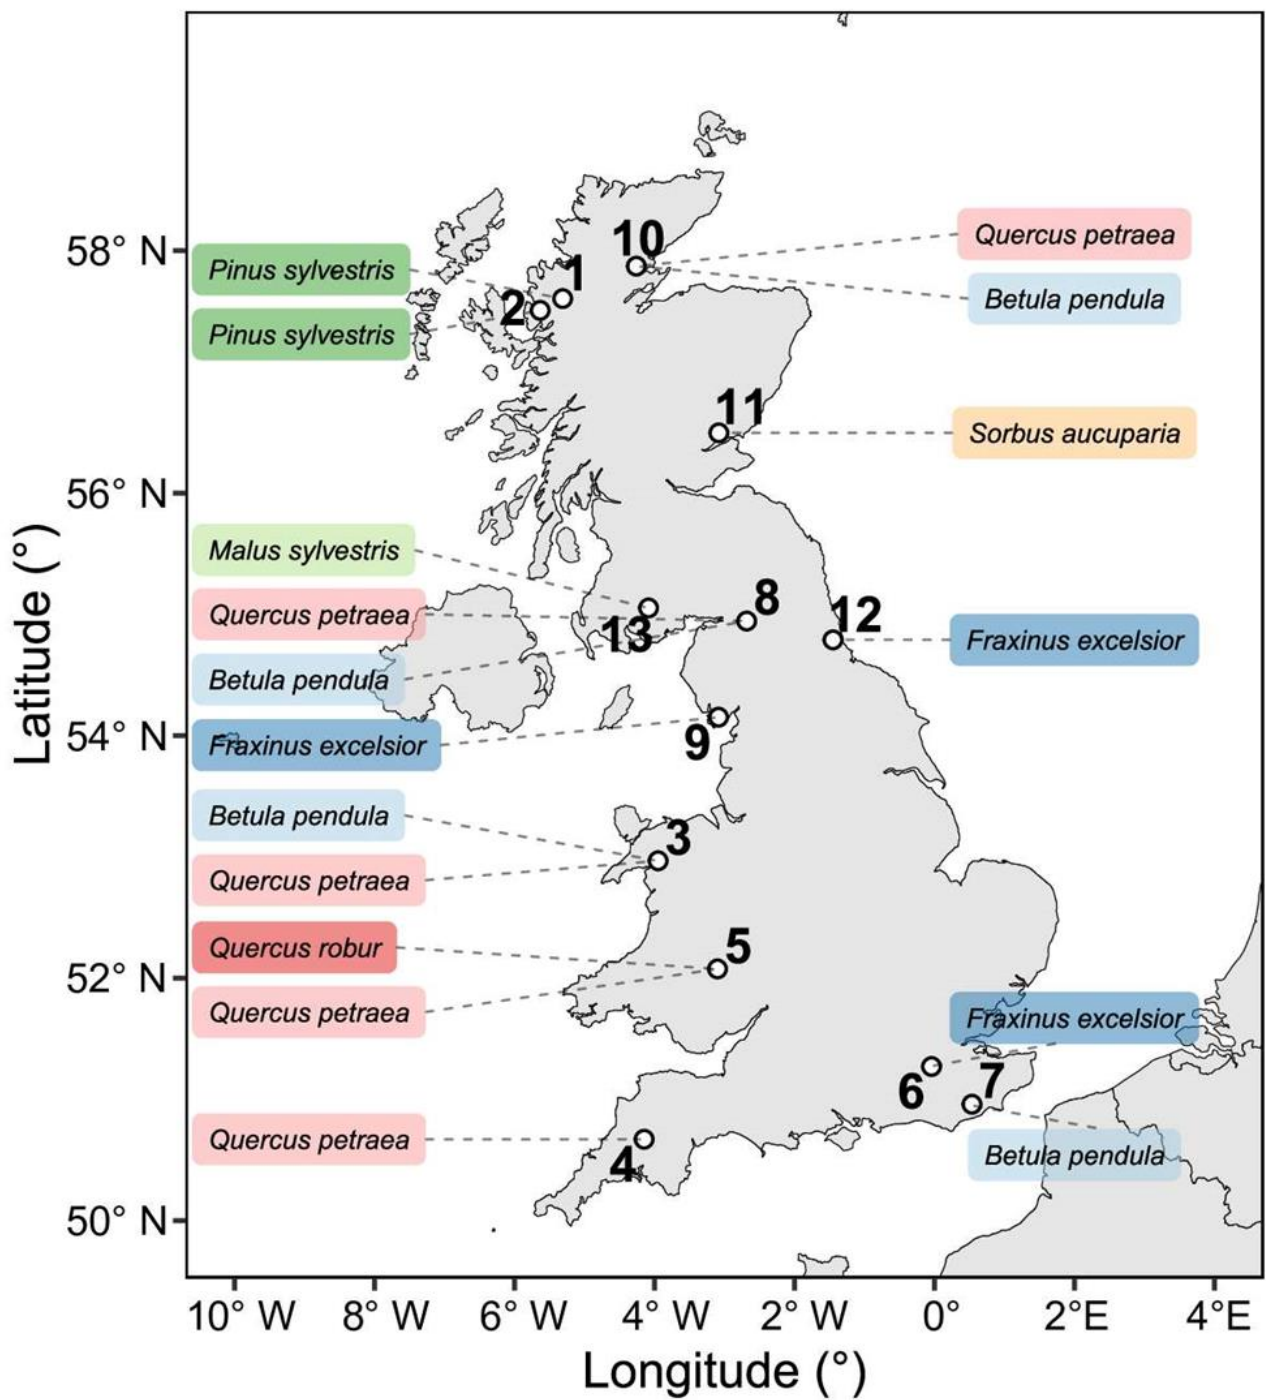 58° N
56° N
54° N
52° N
50° N
Latitude (°)
10
Quercus petraea
Pinus sylvestris
1
2
Betula pendula
Pinus sylvestris
11
Sorbus aucuparia
Malus sylvestris
8
12
Quercus petraea
13
Fraxinus excelsior
Betula pendula
Fraxinus excelsior
9
Betula pendula
3
Quercus petraea
Quercus robur
5
Quercus petraea
Fraxinus excelsior
6
7
Quercus petraea
4
Betula pendula
10° W 8° W 6° W 4° W 2° W 0° 2°E 4°E
Longitude (°)